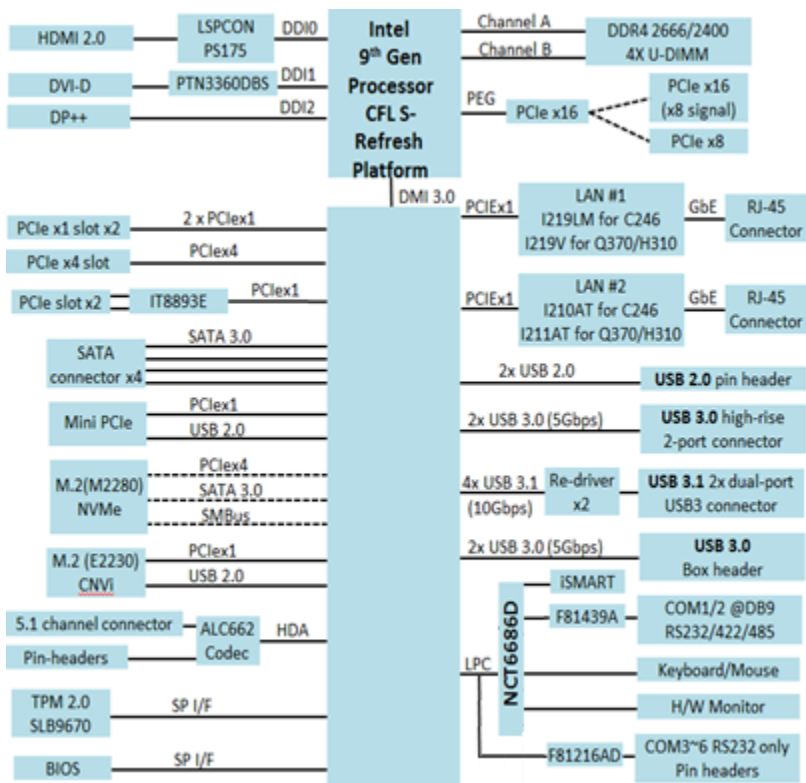 HDMI 2.0
LSPCON
PS175
DDI0
DVI-D
PTN3360DBS
DDI1
DP++
DDI2
Intel
9th Gen
Processor
CFL S-
Refresh
Platform
Channel A
Channel B
DDR4 2666/2400
4X U-DIMM
PEG
PCIe x16
PCIe x16
(x8 signal)
PCIe x8
DMI 3.0
PCIe x1 slot x2
2 x PCIex1
PCIe x4 slot
PCIex4
PCIe slot x2
IT8893E
PCIex1
SATA
connector x4
SATA 3.0
Mini PCIe
PCIex1
USB 2.0
M.2(M2280)
NVMe
PCIex4
SATA 3.0
SMBus
M.2 (E2230)
CNVi
PCIex1
USB 2.0
5.1 channel connector
Pin-headers
ALC662
Codec
HDA
TPM 2.0
SLB9670
SP I/F
BIOS
SP I/F
PCIEx1
LAN #1
I219LM for C246
I219V for Q370/H310
GbE
RJ-45
Connector
PCIEx1
LAN #2
I210AT for C246
I211AT for Q370/H310
GbE
RJ-45
Connector
2x USB 2.0
USB 2.0 pin header
2x USB 3.0 (5Gbps)
USB 3.0 high-rise
2-port connector
4x USB 3.1
(10Gbps)
Re-driver
x2
USB 3.1 2x dual-port
USB3 connector
2x USB 3.0 (5Gbps)
USB 3.0
Box header
LPC
NCT6686D
iSMART
F81439A
COM1/2 @DB9
RS232/422/485
Keyboard/Mouse
H/W Monitor
F81216AD
COM3~6 RS232 only
Pin headers